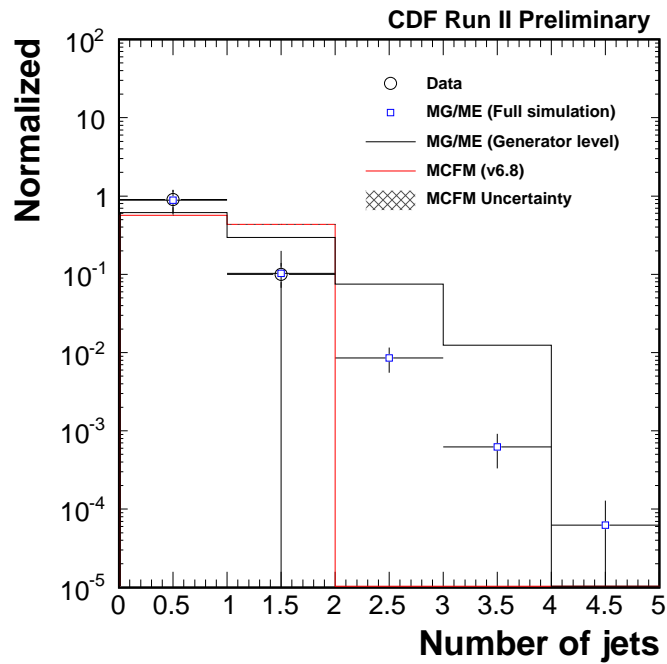 CDF Run II Preliminary
Normalized
10^2
10
1
10^-1
10^-2
10^-3
10^-4
10^-5
Data
MG/ME (Full simulation)
MG/ME (Generator level)
MCFM (v6.8)
MCFM Uncertainty
0 0.5 1 1.5 2 2.5 3 3.5 4 4.5 5
Number of jets